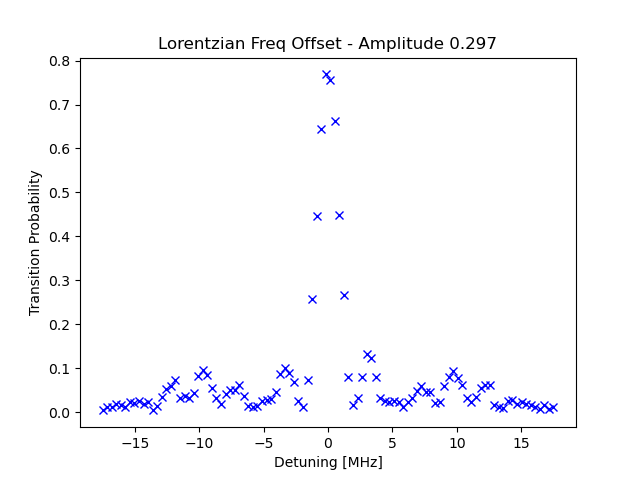 Lorentzian Freq Offset - Amplitude 0.297
0.8
0.7
0.6
0.5
0.4
0.3
0.2
0.1
0.0
Transition Probability
−15 −10 −5 0 5 10 15
Detuning [MHz]